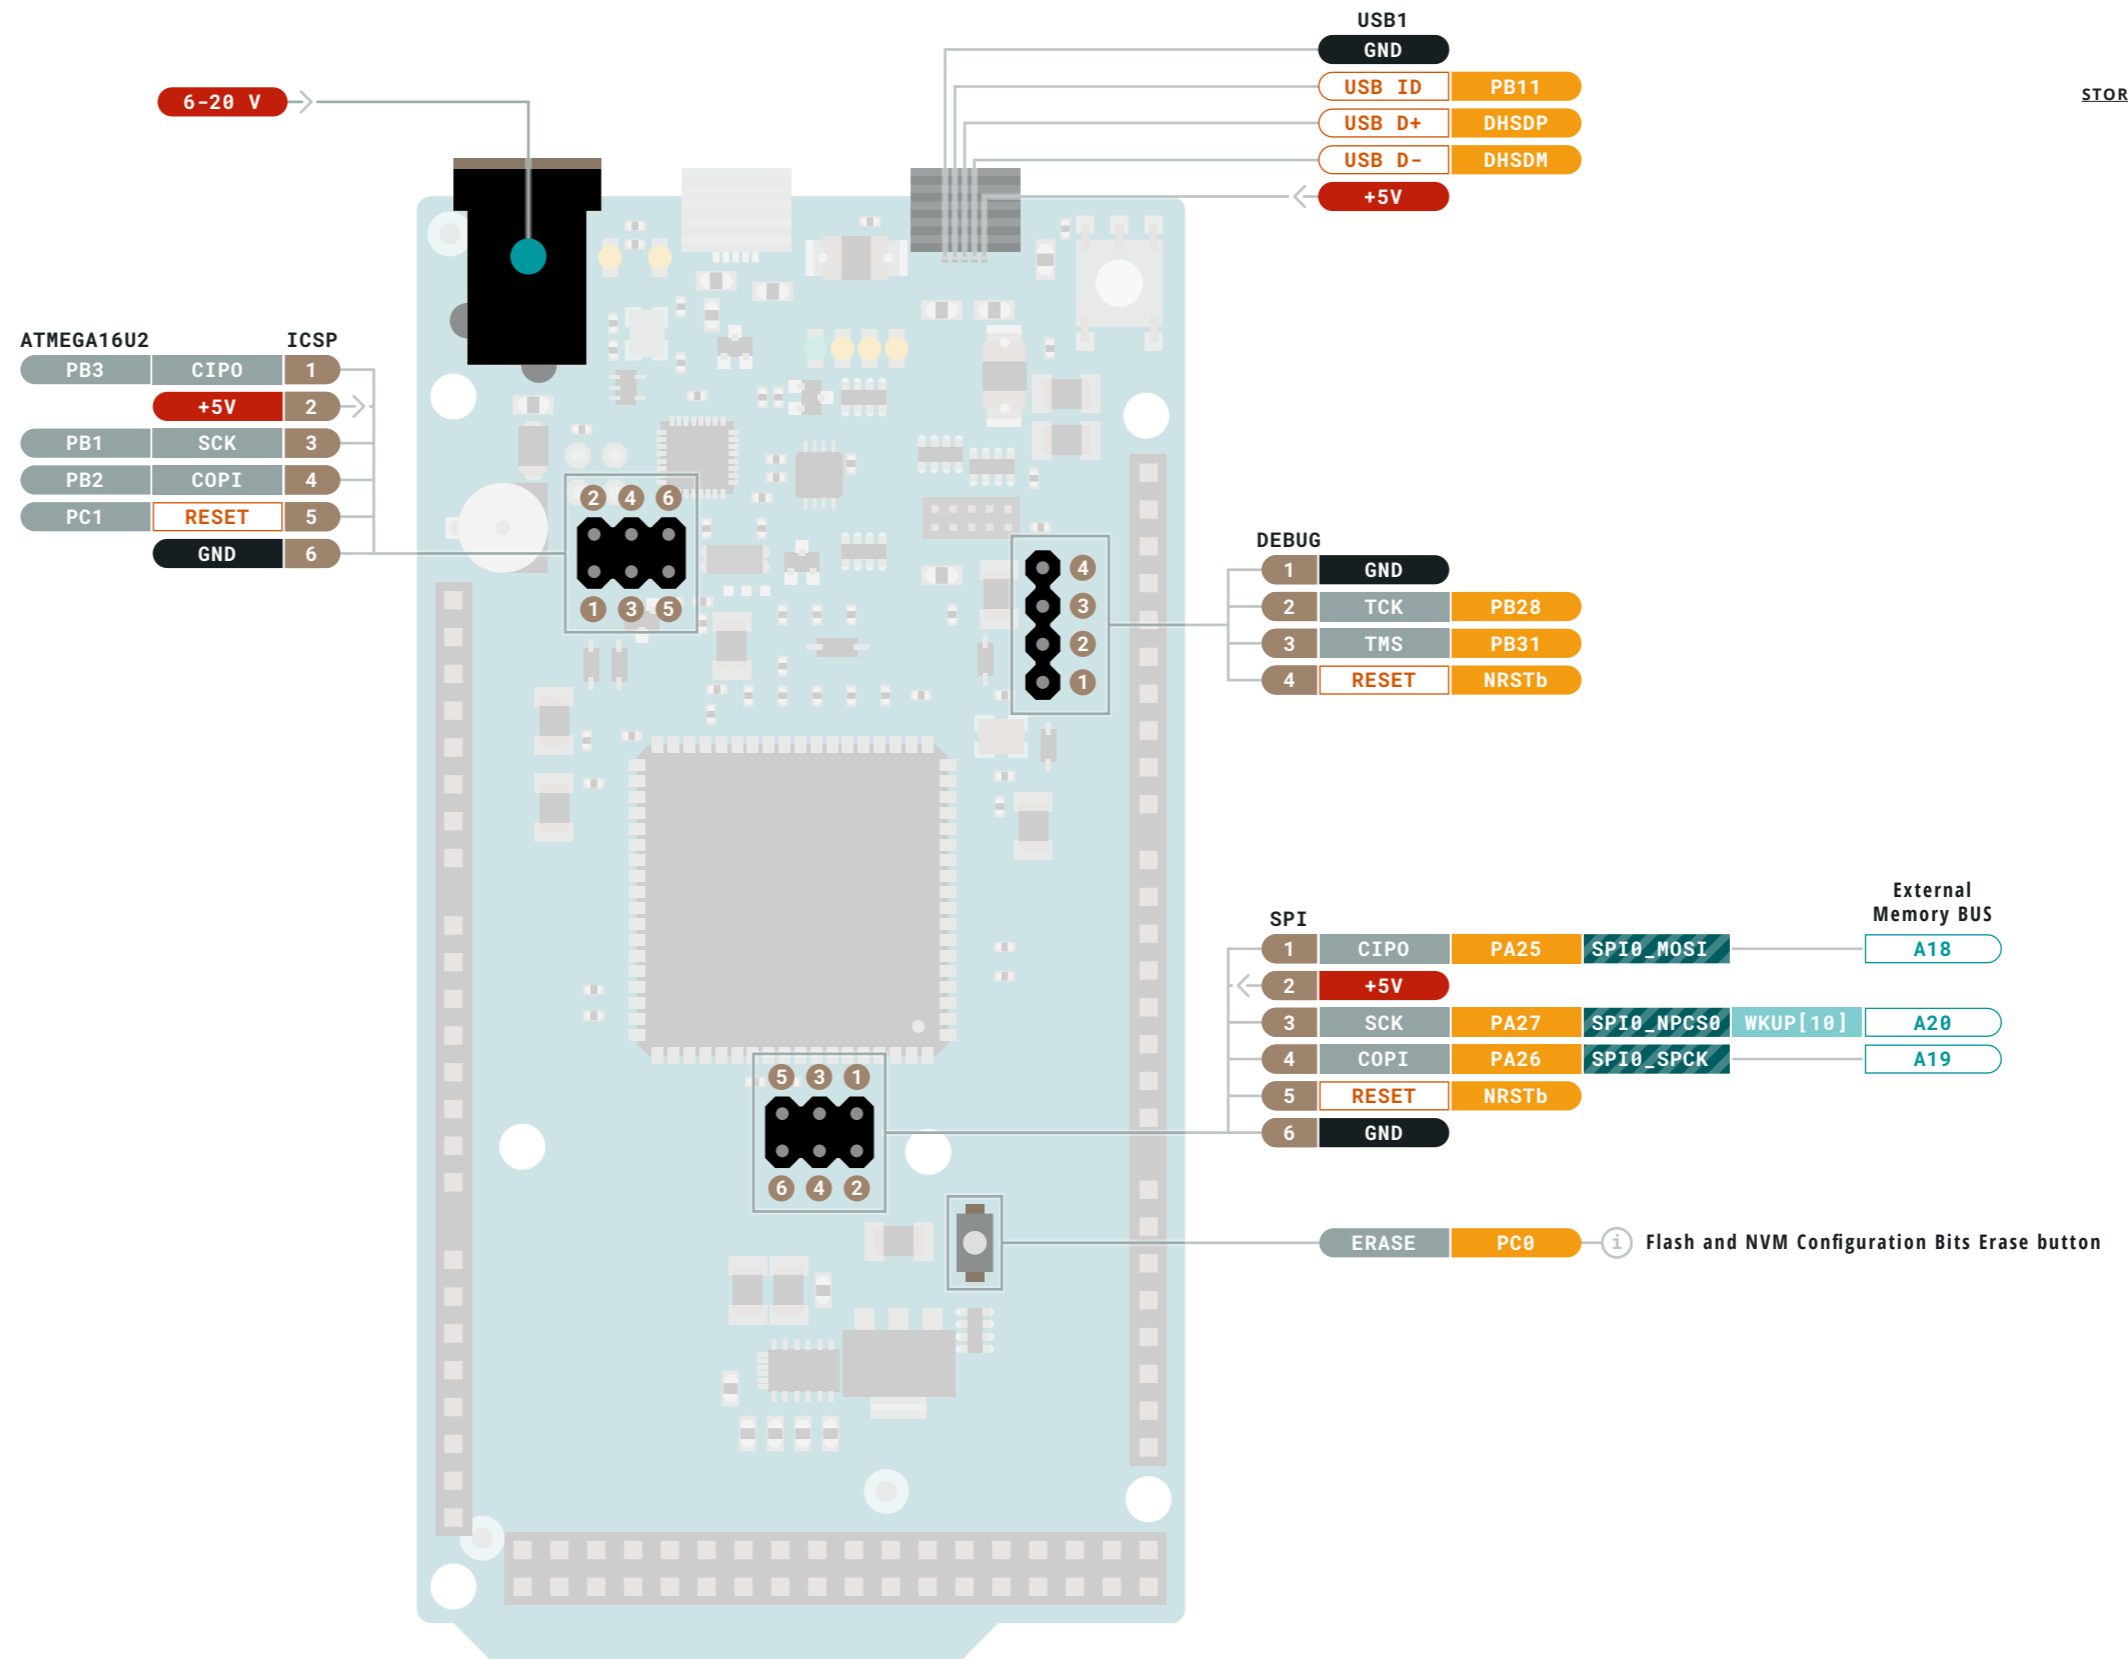 USB1
GND
USB ID PB11
USB D+ DHSDP
USB D- DHSDM
+5V
STOR
6-20 V
ATMEGA16U2 ICSP
PB3 CIPO 1
+5V 2
PB1 SCK 3
PB2 COPI 4
PC1 RESET 5
GND 6
2 4 6
1 3 5
4
3
2
1
DEBUG
1 GND
2 TCK PB28
3 TMS PB31
4 RESET NRSTb
External
Memory BUS
SPI
1 CIPO PA25 SPI0_MOSI A18
2 +5V
3 SCK PA27 SPI0_NPCS0 WKUP[10] A20
4 COPI PA26 SPI0_SPCK A19
5 RESET NRSTb
6 GND
5 3 1
6 4 2
ERASE PC0 i Flash and NVM Configuration Bits Erase button